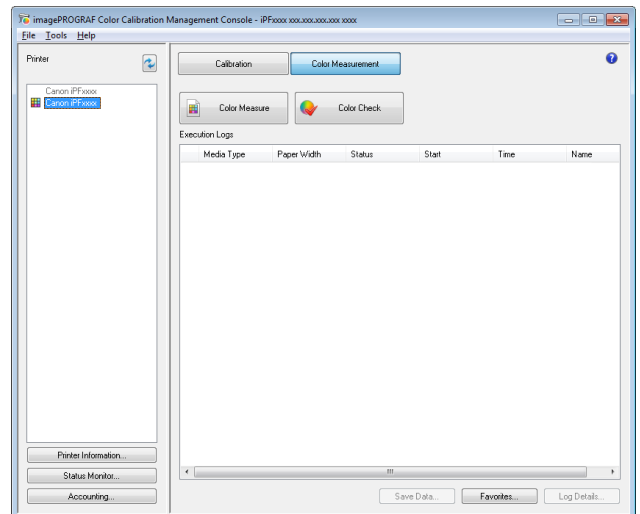 imagePROGRAF Color Calibration Management Console - iPFxxxx xxx.xxx.xxx.xxx xxxx
File Tools Help
Printer
Calibration Color Measurement
Canon iPFxxxx
Canon iPFxxxx
Color Measure Color Check
Execution Logs
Media Type Paper Width Status Start Time Name
Printer Information...
Status Monitor...
Accounting...
Save Data... Favorites... Log Details...